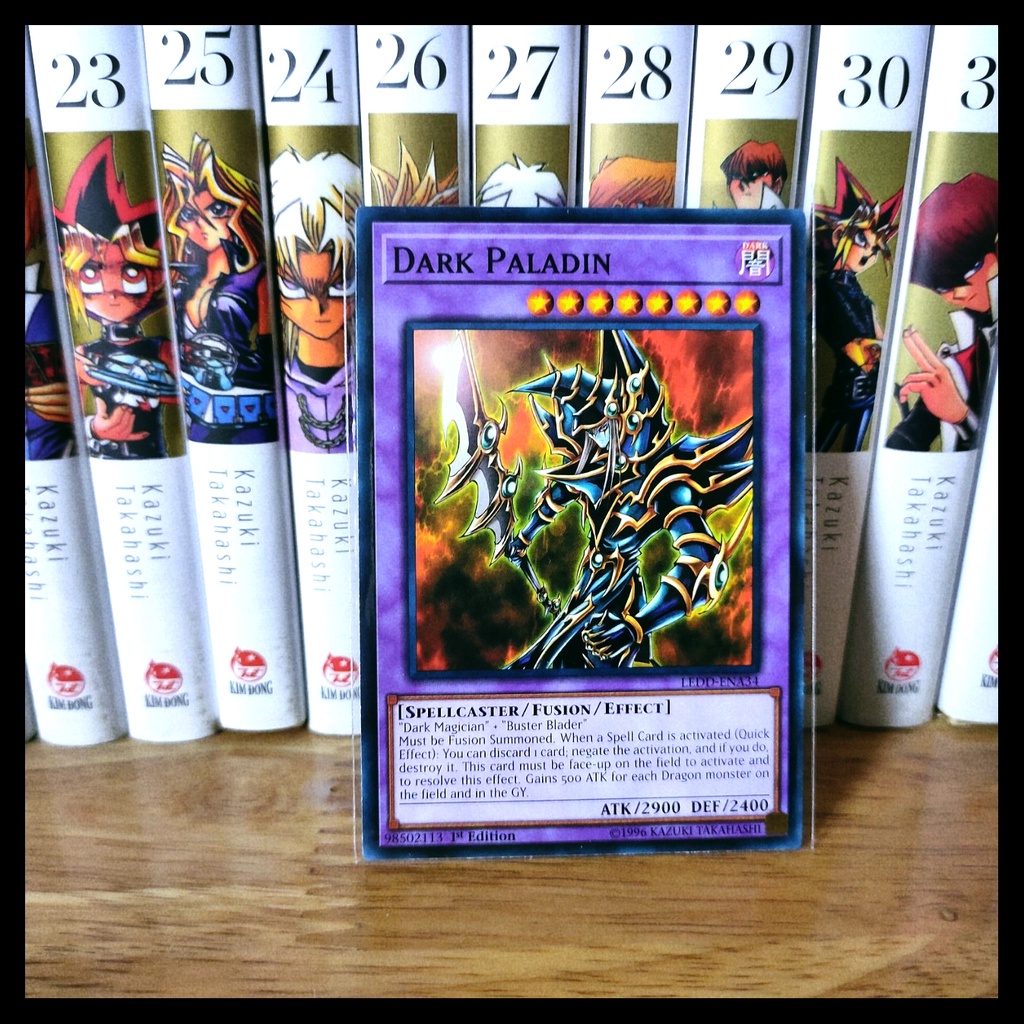 23
25
24
26
27
28
29
30
3
Kazuki
Takahashi
Kazuki
Takahashi
Kazuki
Takahashi
Kazuki
Takahashi
Kazuki
Takahashi
Kazuki
Takahashi
KIM ĐỒNG
KIM ĐỒNG
KIM ĐỒNG
KIM ĐỒNG
KIM ĐỒNG
DARK PALADIN
DARK
闇
LEDD-ENA34
[SPELLCASTER/FUSION/EFFECT]
"Dark Magician" + "Buster Blader"
Must be Fusion Summoned. When a Spell Card is activated (Quick
Effect): You can discard 1 card; negate the activation, and if you do,
destroy it. This card must be face-up on the field to activate and
to resolve this effect. Gains 500 ATK for each Dragon monster on
the field and in the GY.
ATK/2900 DEF/2400
98502113 1st Edition
©1996 KAZUKI TAKAHASHI